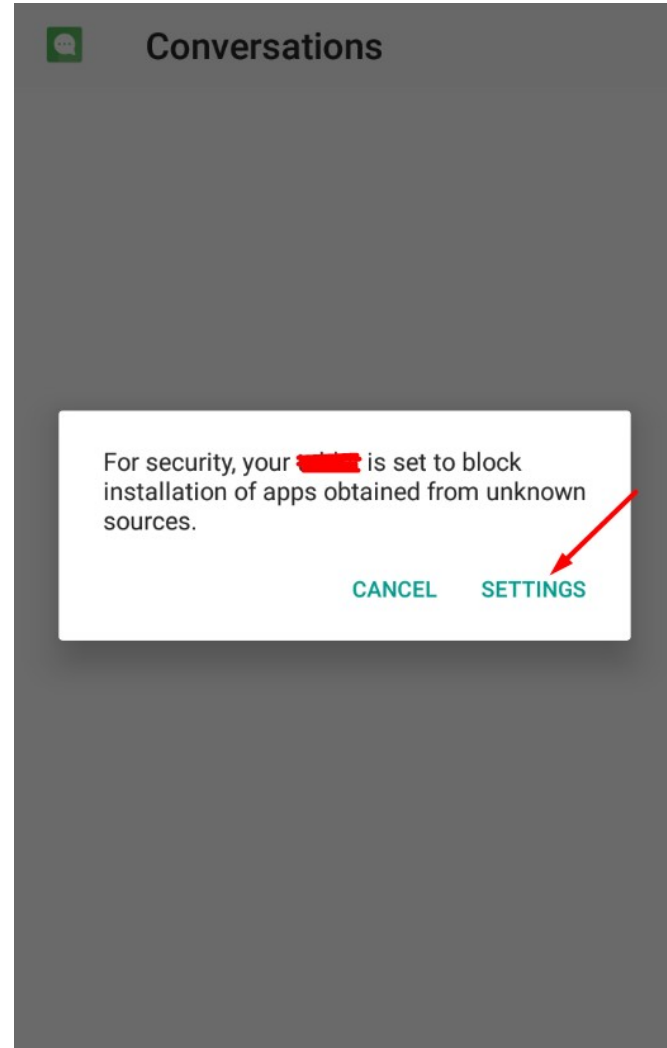 Conversations
For security, your is set to block
installation of apps obtained from unknown
sources.
CANCEL SETTINGS